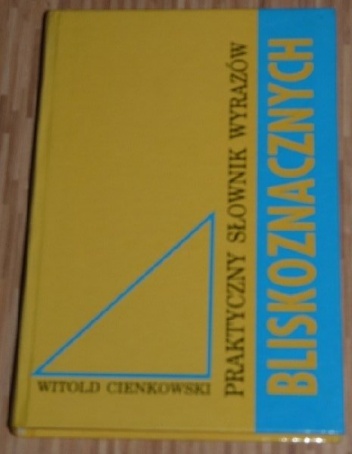 WITOLD CIENKOWSKI
PRAKTYCZNY SŁOWNIK WYRAZÓW
BLISKOZNACZNYCH